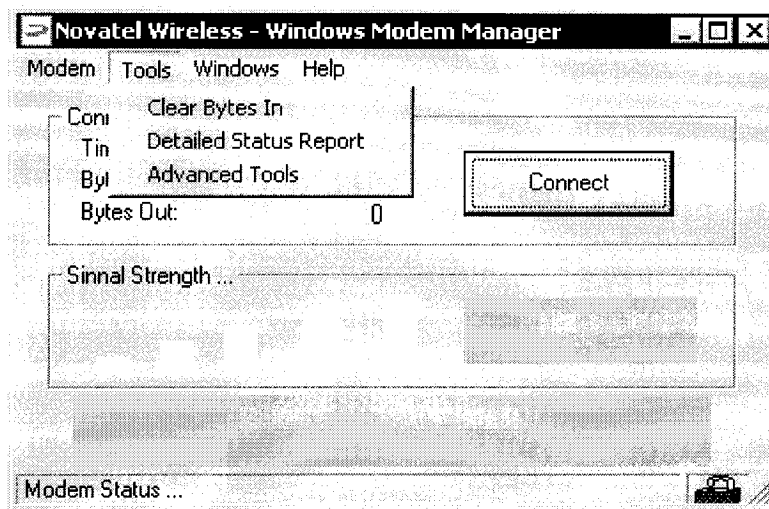 Novatel Wireless - Windows Modem Manager
Modem Tools Windows Help
Clear Bytes In
Detailed Status Report
Advanced Tools
Connect
Bytes Out: 0
Sinnal Strength ...
Modem Status ...